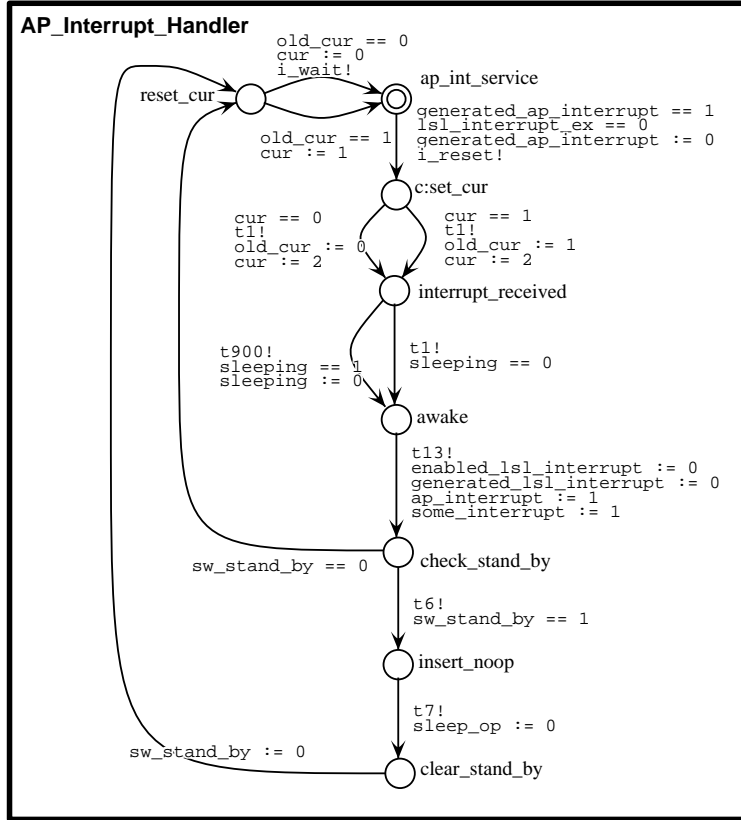 AP_Interrupt_Handler
old_cur == 0
cur := 0
i_wait!
reset_cur
ap_int_service
old_cur == 1
cur := 1
generated_ap_interrupt == 1
lsl_interrupt_ex == 0
generated_ap_interrupt := 0
i_reset!
c:set_cur
cur == 0
t1!
old_cur := 0
cur := 2
cur == 1
t1!
old_cur := 1
cur := 2
interrupt_received
t900!
sleeping == 1
sleeping := 0
t1!
sleeping == 0
awake
t13!
enabled_lsl_interrupt := 0
generated_lsl_interrupt := 0
ap_interrupt := 1
some_interrupt := 1
sw_stand_by == 0
check_stand_by
t6!
sw_stand_by == 1
insert_noop
t7!
sleep_op := 0
sw_stand_by := 0
clear_stand_by